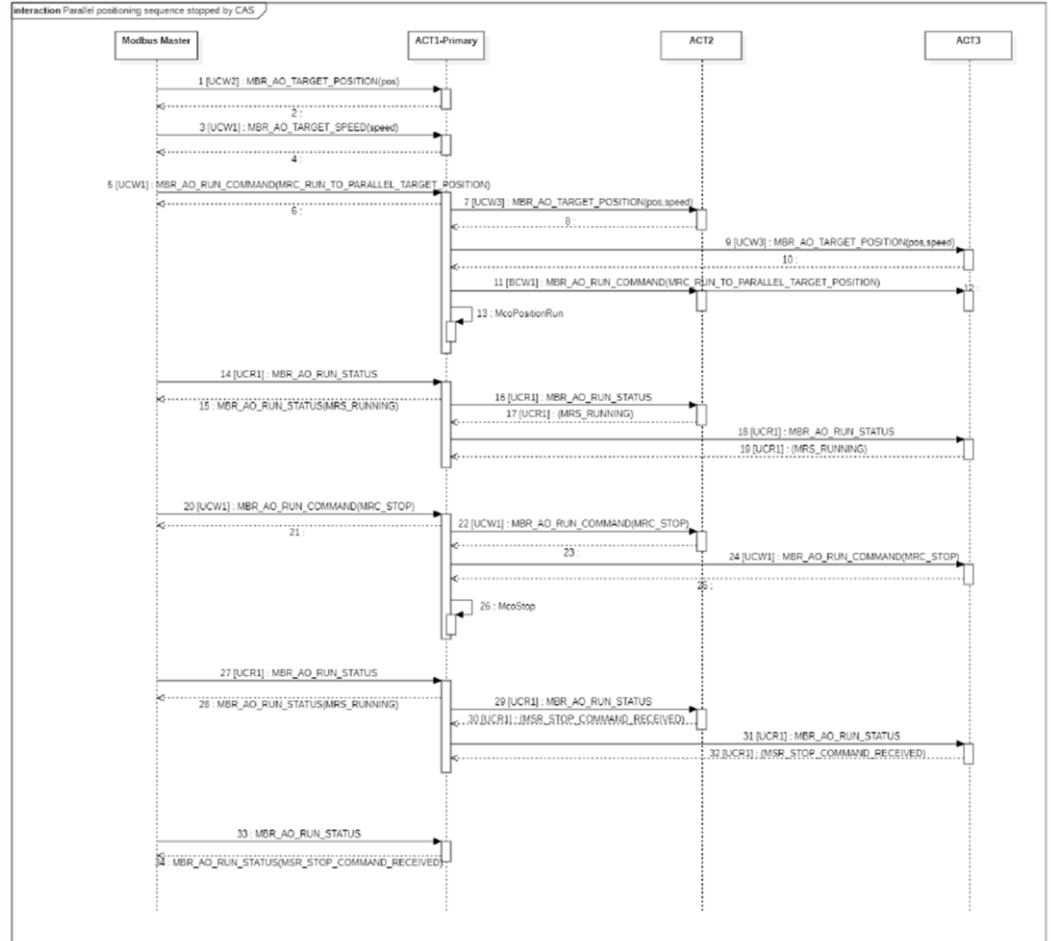 interaction Parallel positioning sequence stopped by CAS
Modbus Master
ACT1-Primary
ACT2
ACT3
1 [UCW2] : MBR_AO_TARGET_POSITION(pos)
2 :
3 [UCW1] : MBR_AO_TARGET_SPEED(speed)
4 :
5 [UCW1] : MBR_AO_RUN_COMMAND(MRC_RUN_TO_PARALLEL_TARGET_POSITION)
6 :
7 [UCW3] : MBR_AO_TARGET_POSITION(pos,speed)
8 :
9 [UCW3] : MBR_AO_TARGET_POSITION(pos,speed)
10 :
11 [BCW1] : MBR_AO_RUN_COMMAND(MRC_RUN_TO_PARALLEL_TARGET_POSITION)
12 :
13 : McoPositionRun
14 [UCR1] : MBR_AO_RUN_STATUS
15 : MBR_AO_RUN_STATUS(MRS_RUNNING)
16 [UCR1] : MBR_AO_RUN_STATUS
17 [UCR1] : (MRS_RUNNING)
18 [UCR1] : MBR_AO_RUN_STATUS
19 [UCR1] : (MRS_RUNNING)
20 [UCW1] : MBR_AO_RUN_COMMAND(MRC_STOP)
21 :
22 [UCW1] : MBR_AO_RUN_COMMAND(MRC_STOP)
23 :
24 [UCW1] : MBR_AO_RUN_COMMAND(MRC_STOP)
25 :
26 : McoStop
27 [UCR1] : MBR_AO_RUN_STATUS
28 : MBR_AO_RUN_STATUS(MRS_RUNNING)
29 [UCR1] : MBR_AO_RUN_STATUS
30 [UCR1] : (MSR_STOP_COMMAND_RECEIVED)
31 [UCR1] : MBR_AO_RUN_STATUS
32 [UCR1] : (MSR_STOP_COMMAND_RECEIVED)
33 : MBR_AO_RUN_STATUS
34 : MBR_AO_RUN_STATUS(MSR_STOP_COMMAND_RECEIVED)